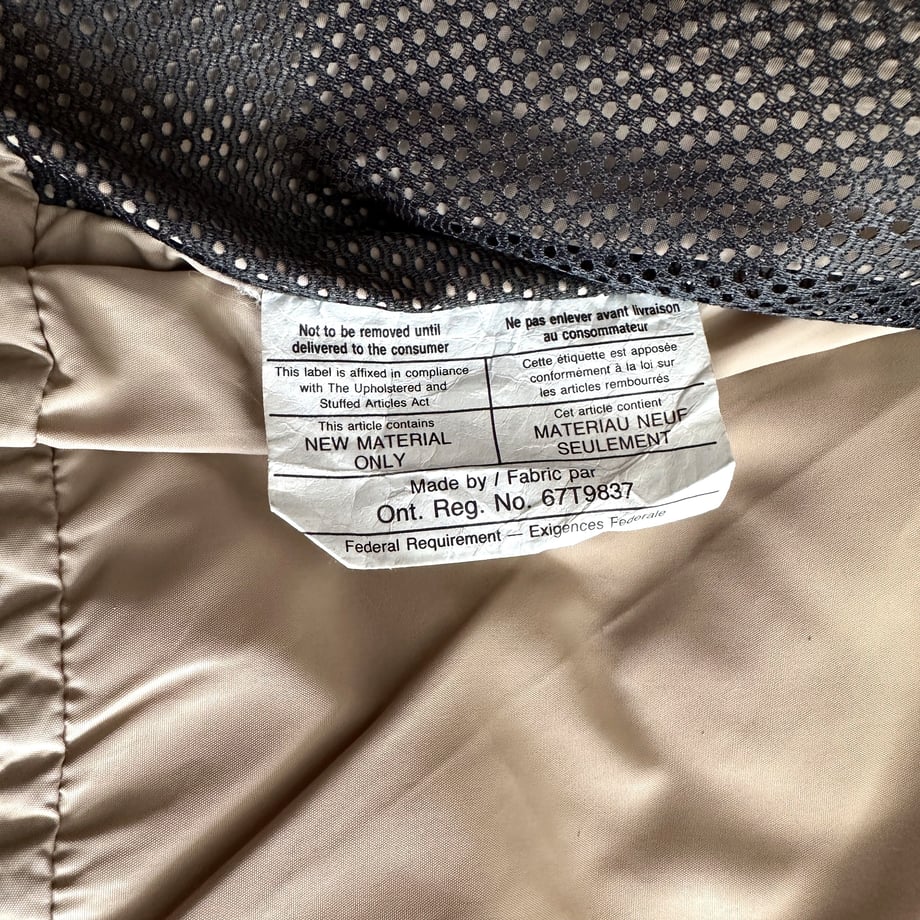 Not to be removed until
delivered to the consumer
Ne pas enlever avant livraison
au consommateur
This label is affixed in compliance
with The Upholstered and
Stuffed Articles Act
Cette étiquette est apposée
conformément à la loi sur
les articles rembourrés
This article contains
NEW MATERIAL
ONLY
Cet article contient
MATERIAU NEUF
SEULEMENT
Made by / Fabric par
Ont. Reg. No. 67T9837
Federal Requirement — Exigences Federale